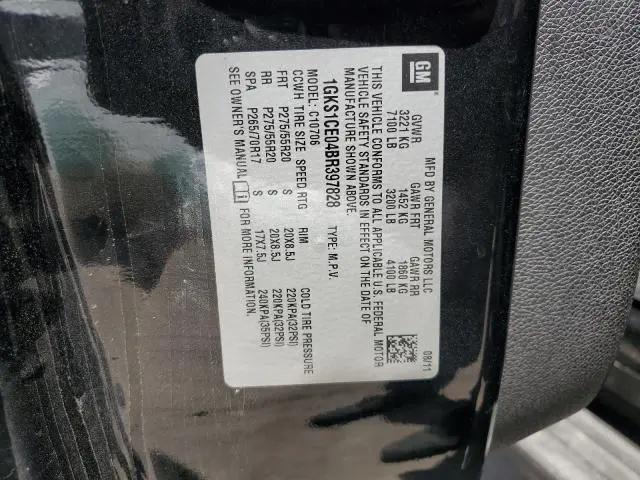 GM
MFD BY GENERAL MOTORS LLC
08/11
GVWR GAWR FRT GAWR RR
3221 KG 1452 KG 1860 KG
7100 LB 3200 LB 4100 LB
THIS VEHICLE CONFORMS TO ALL APPLICABLE U.S. FEDERAL MOTOR
VEHICLE SAFETY STANDARDS IN EFFECT ON THE DATE OF
MANUFACTURE SHOWN ABOVE.
1GKS1CE04BR397828 TYPE: M.P.V.
MODEL: C10706
CCWH TIRE SIZE SPEED RTG RIM COLD TIRE PRESSURE
FRT P275/55R20 S 20X8.5J 220KPA(32PSI)
RR P275/55R20 S 20X8.5J 220KPA(32PSI)
SPA P265/70R17 S 17X7.5J 240KPA(35PSI)
SEE OWNER'S MANUAL FOR MORE INFORMATION.